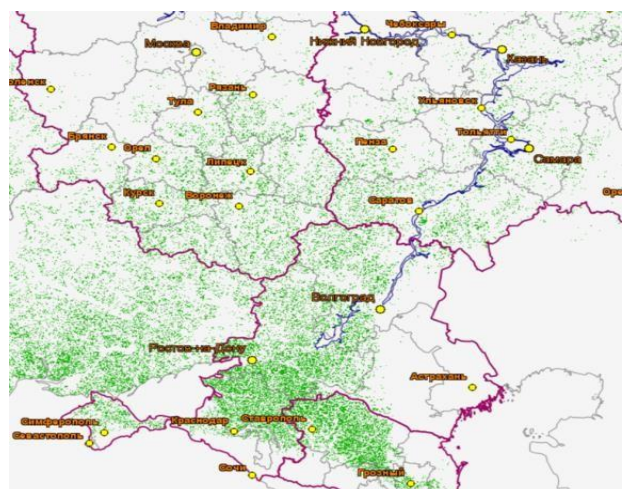 Владимир
Чебоксары
Москва
Нижний Новгород
Казань
Рязань
Тула
Ульяновск
Брянск
Орел
Пенза
Тольятти
Самара
Липецк
Курск
Воронеж
Саратов
Волгоград
Ростов-на-Дону
Астрахань
Симферополь
Краснодар
Ставрополь
Севастополь
Сочи
Грозный